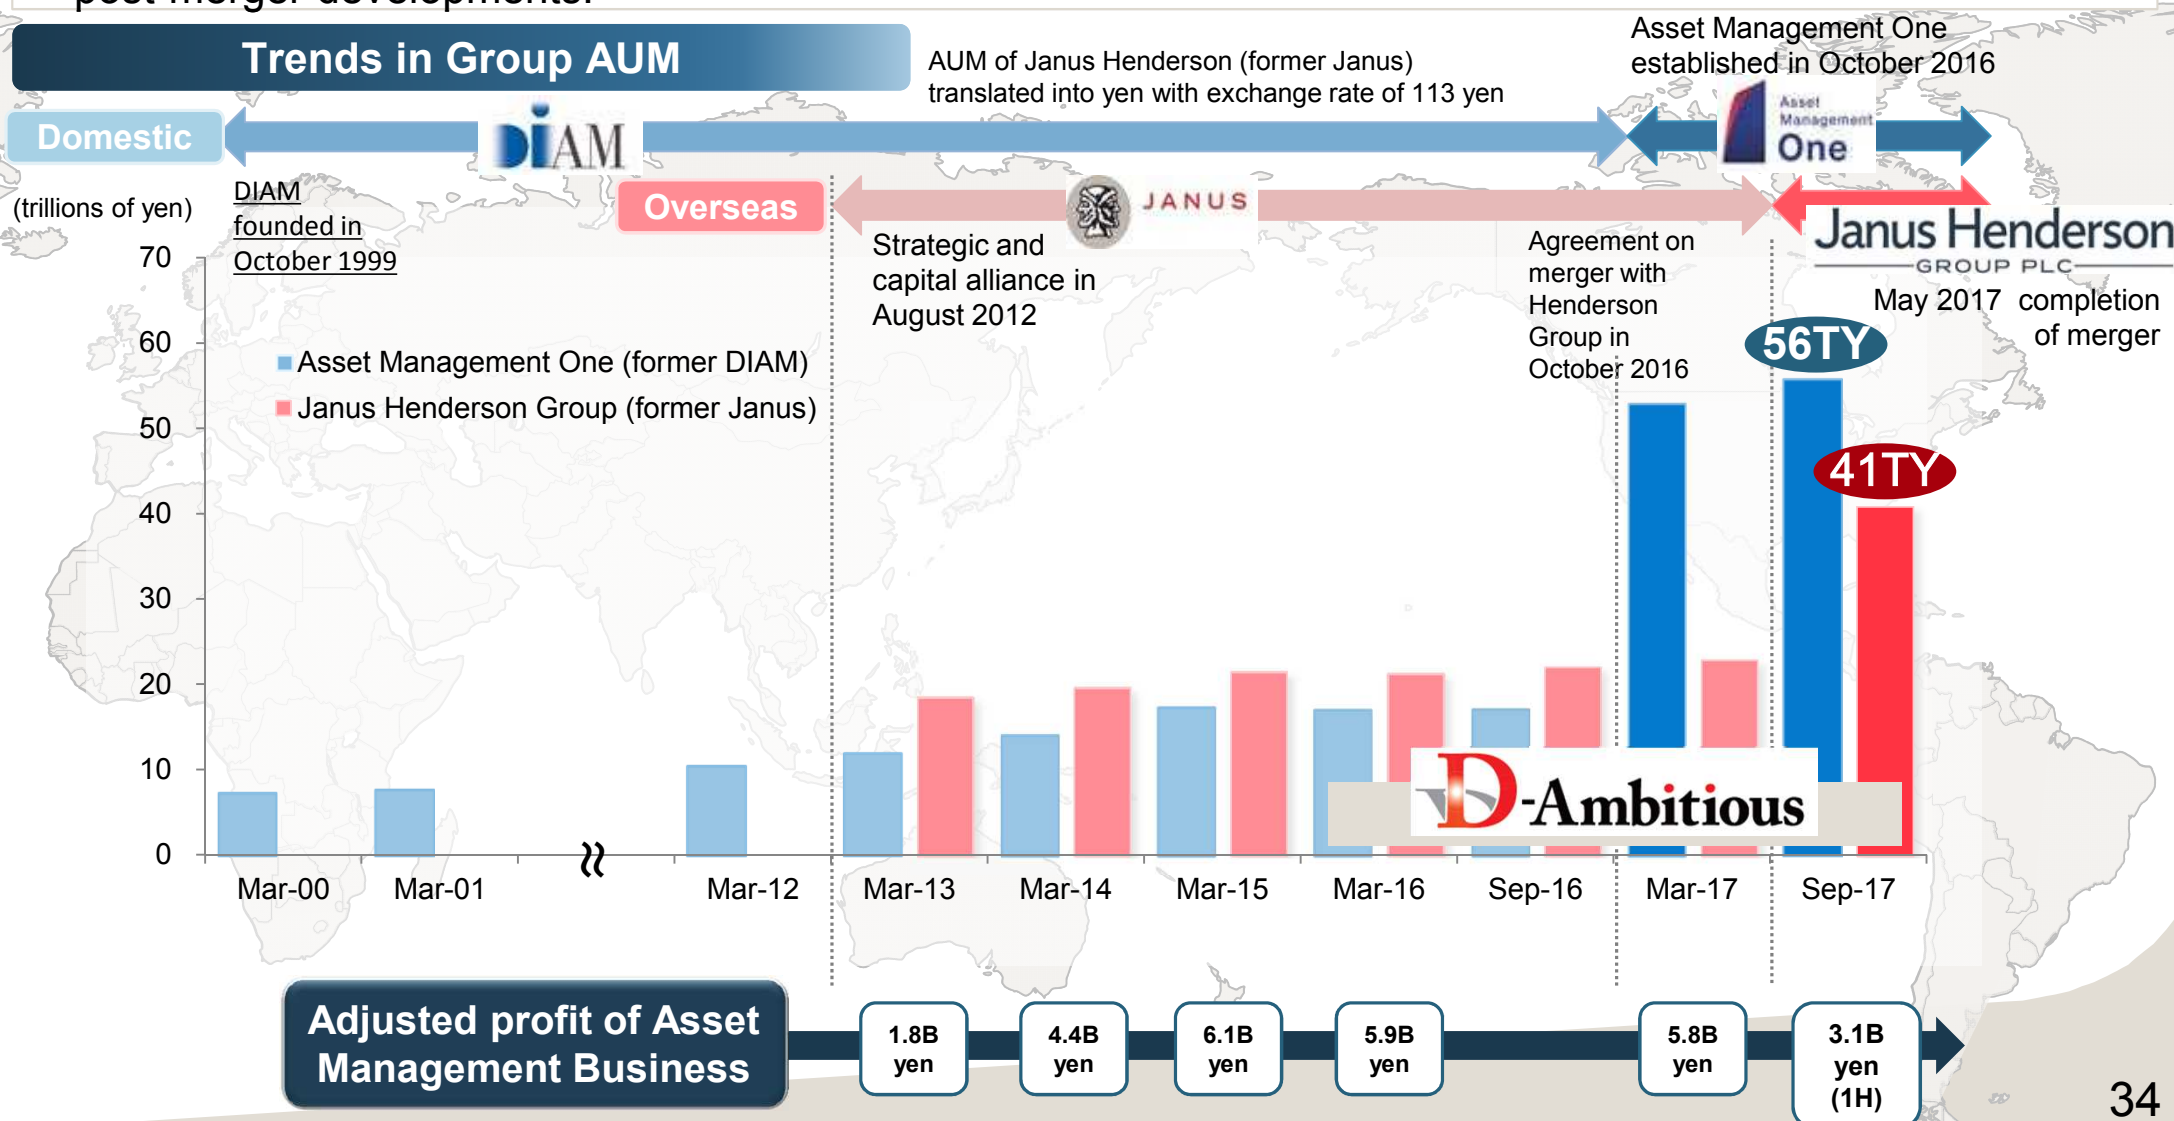 post-merger developments.
Trends in Group AUM
AUM of Janus Henderson (former Janus)
translated into yen with exchange rate of 113 yen
Asset Management One
established in October 2016
Domestic
DIAM
Asset
Management
One
(trillions of yen)
DIAM
founded in
October 1999
Overseas
JANUS
Janus Henderson
GROUP PLC
Strategic and
capital alliance in
August 2012
Agreement on
merger with
Henderson
Group in
October 2016
May 2017 completion
of merger
70
60
50
40
30
20
10
0
Asset Management One (former DIAM)
Janus Henderson Group (former Janus)
56TY
41TY
D-Ambitious
Mar-00
Mar-01
Mar-12
Mar-13
Mar-14
Mar-15
Mar-16
Sep-16
Mar-17
Sep-17
Adjusted profit of Asset
Management Business
1.8B
yen
4.4B
yen
6.1B
yen
5.9B
yen
5.8B
yen
3.1B
yen
(1H)
34